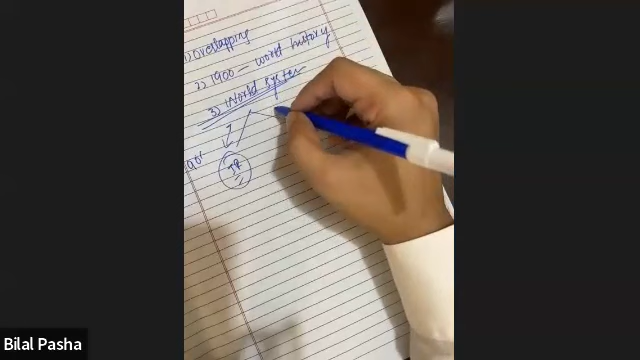 1) Overlapping
2) 1900 - world history
3) World system
IR
Bilal Pasha